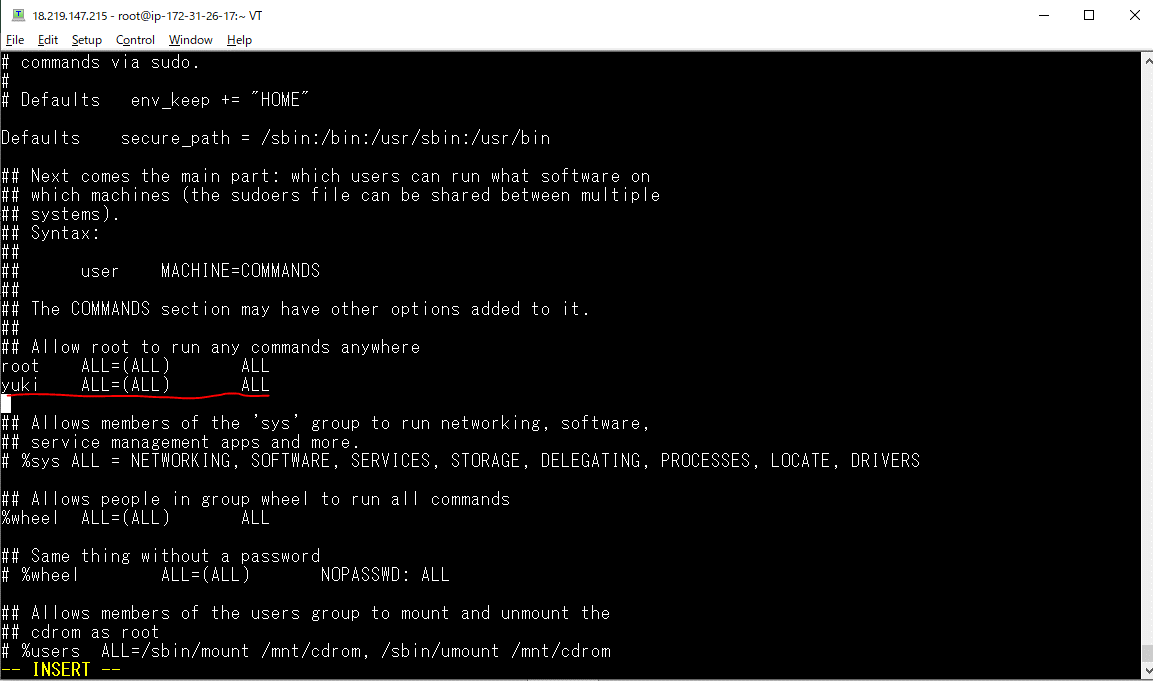 18.219.147.215 - root@ip-172-31-26-17:~ VT
File Edit Setup Control Window Help
# commands via sudo.
#
# Defaults   env_keep += "HOME"
Defaults    secure_path = /sbin:/bin:/usr/sbin:/usr/bin
## Next comes the main part: which users can run what software on
## which machines (the sudoers file can be shared between multiple
## systems).
## Syntax:
##
##      user    MACHINE=COMMANDS
##
## The COMMANDS section may have other options added to it.
##
## Allow root to run any commands anywhere
root    ALL=(ALL)       ALL
yuki    ALL=(ALL)       ALL
## Allows members of the 'sys' group to run networking, software,
## service management apps and more.
# %sys ALL = NETWORKING, SOFTWARE, SERVICES, STORAGE, DELEGATING, PROCESSES, LOCATE, DRIVERS
## Allows people in group wheel to run all commands
%wheel  ALL=(ALL)       ALL
## Same thing without a password
# %wheel        ALL=(ALL)       NOPASSWD: ALL
## Allows members of the users group to mount and unmount the
## cdrom as root
# %users  ALL=/sbin/mount /mnt/cdrom, /sbin/umount /mnt/cdrom
-- INSERT --